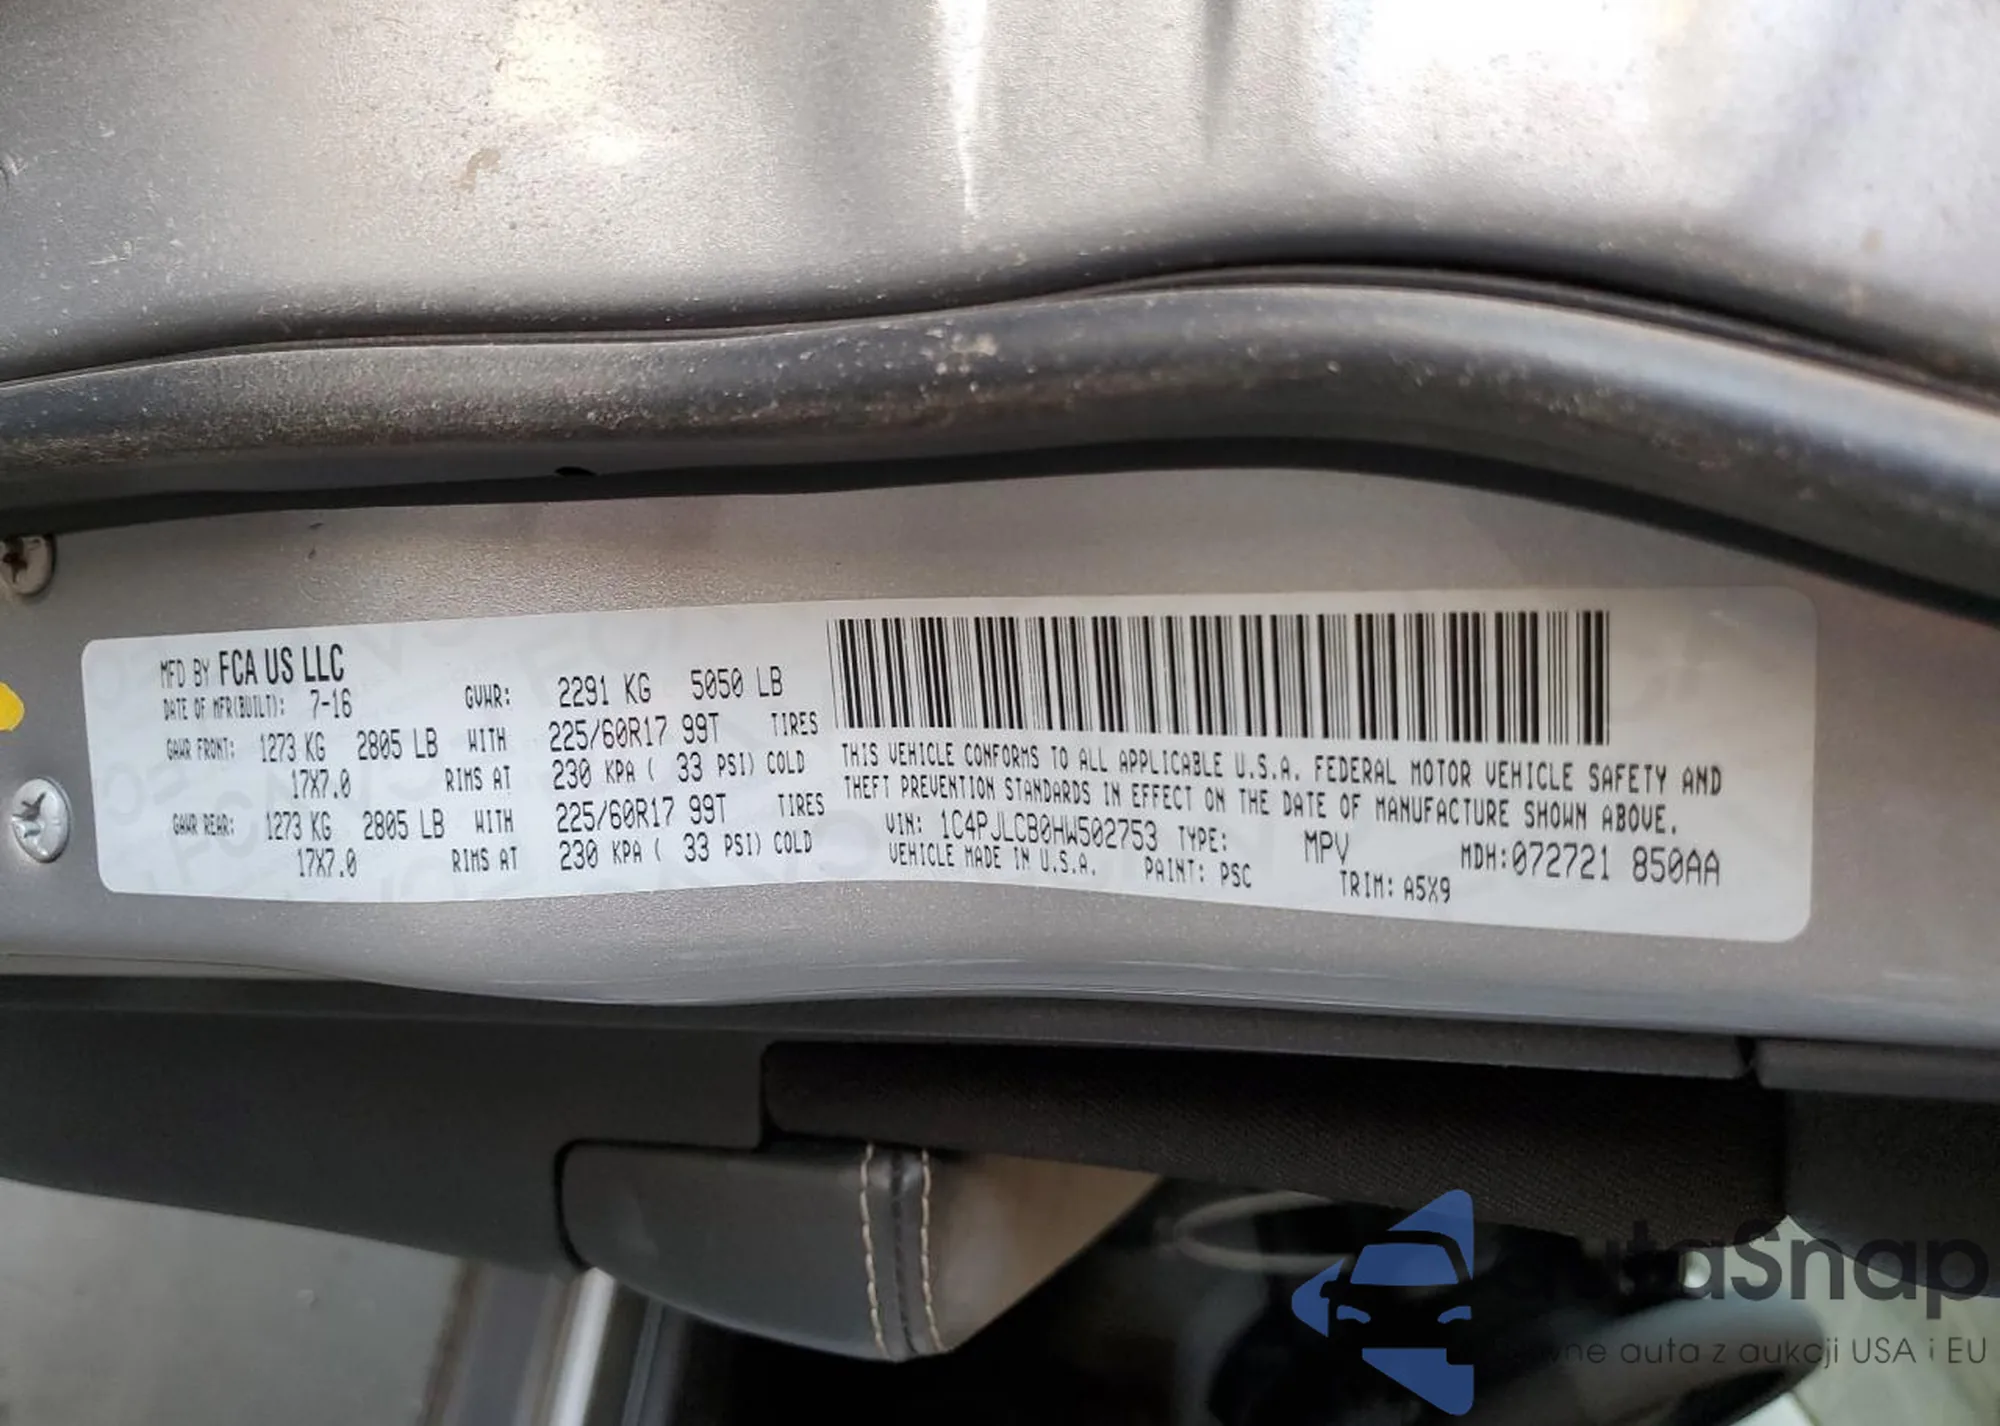 MFD BY FCA US LLC
DATE OF MFR(BUILT): 7-16 GVWR: 2291 KG 5050 LB
GAWR FRONT: 1273 KG 2805 LB WITH 225/60R17 99T TIRES
17X7.0 RIMS AT 230 KPA ( 33 PSI) COLD
GAWR REAR: 1273 KG 2805 LB WITH 225/60R17 99T TIRES
17X7.0 RIMS AT 230 KPA ( 33 PSI) COLD
THIS VEHICLE CONFORMS TO ALL APPLICABLE U.S.A. FEDERAL MOTOR VEHICLE SAFETY AND
THEFT PREVENTION STANDARDS IN EFFECT ON THE DATE OF MANUFACTURE SHOWN ABOVE.
VIN: 1C4PJLCB0HW502753 TYPE: MPV MDH:072721 850AA
VEHICLE MADE IN U.S.A. PAINT: PSC TRIM: A5X9
autaSnap
auta z aukcji USA i EU